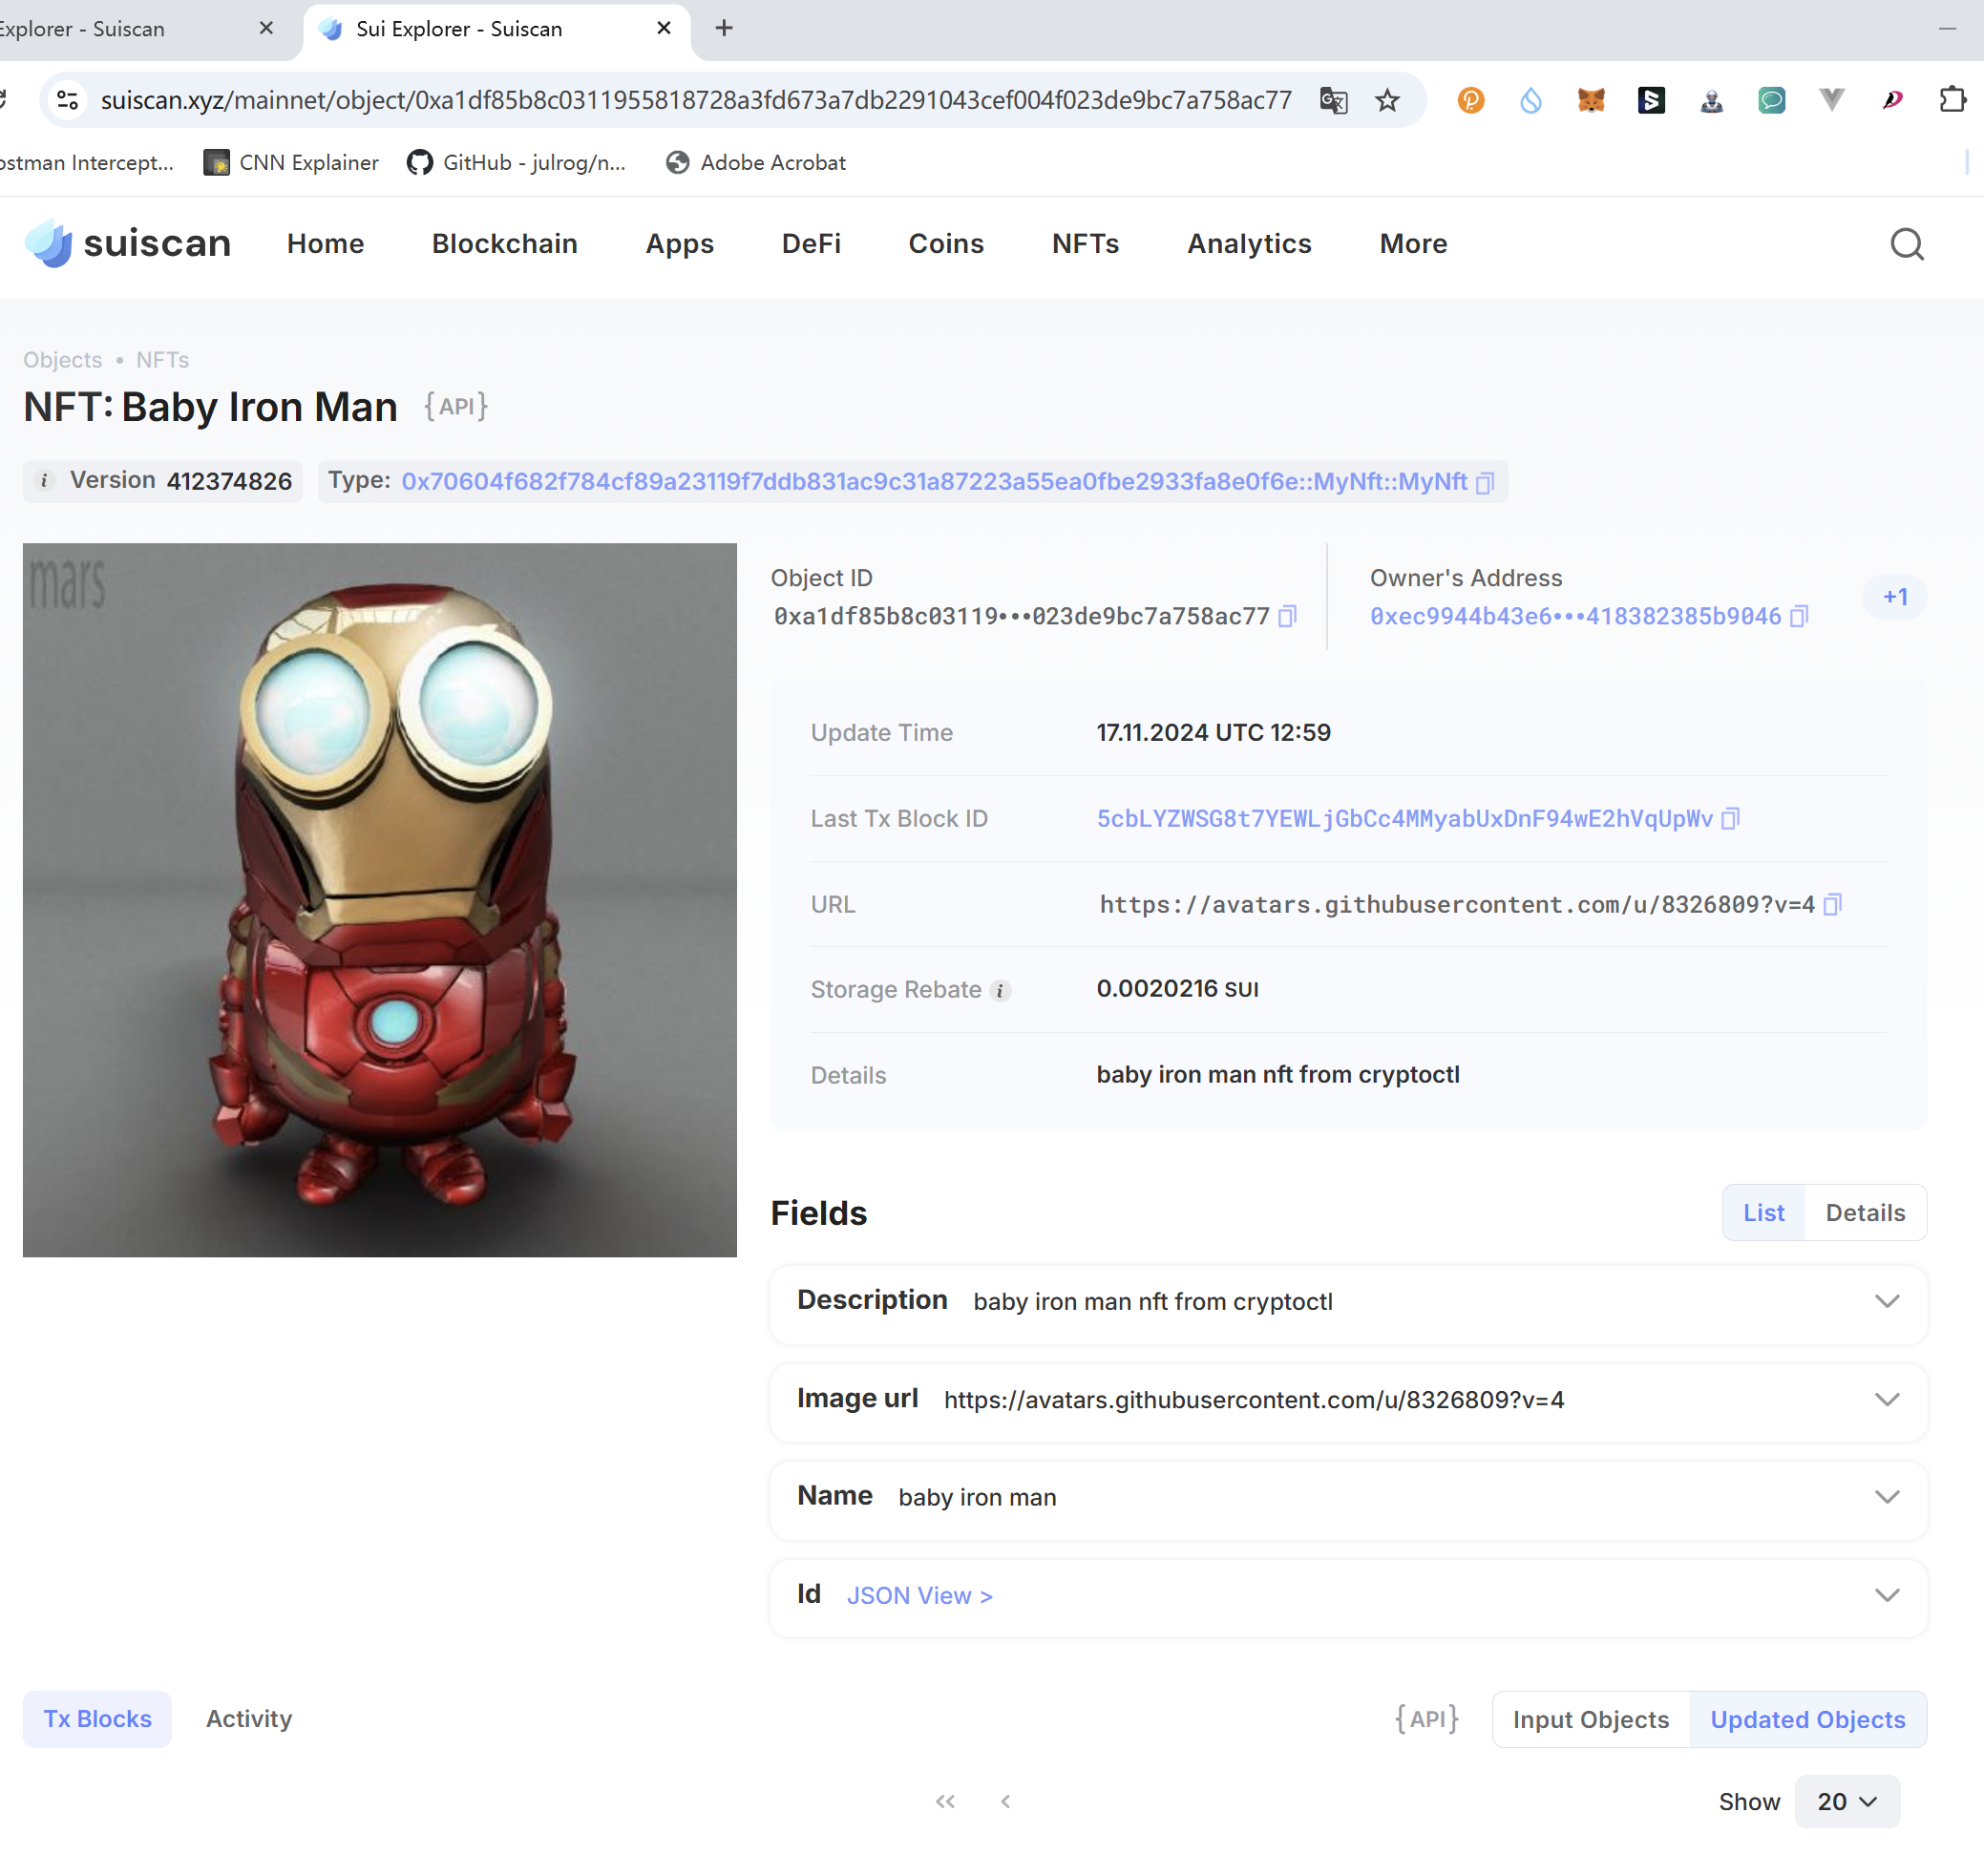 Explorer - Suiscan
Sui Explorer - Suiscan
suiscan.xyz/mainnet/object/0xa1df85b8c0311955818728a3fd673a7db2291043cef004f023de9bc7a758ac77
ostman Intercept...
CNN Explainer
GitHub - julrog/n...
Adobe Acrobat
suiscan
Home
Blockchain
Apps
DeFi
Coins
NFTs
Analytics
More
Objects • NFTs
NFT: Baby Iron Man {API}
Version 412374826
Type: 0x70604f682f784cf89a23119f7ddb831ac9c31a87223a55ea0fbe2933fa8e0f6e::MyNft::MyNft
mars
Object ID
0xa1df85b8c03119•••023de9bc7a758ac77
Owner's Address
0xec9944b43e6•••418382385b9046
+1
Update Time 17.11.2024 UTC 12:59
Last Tx Block ID 5cbLYZWSG8t7YEWLjGbCc4MMyabUxDnF94wE2hVqUpWv
URL https://avatars.githubusercontent.com/u/8326809?v=4
Storage Rebate i 0.0020216 SUI
Details baby iron man nft from cryptoctl
Fields
List
Details
Description baby iron man nft from cryptoctl
Image url https://avatars.githubusercontent.com/u/8326809?v=4
Name baby iron man
Id JSON View >
Tx Blocks
Activity
{API}
Input Objects
Updated Objects
Show 20